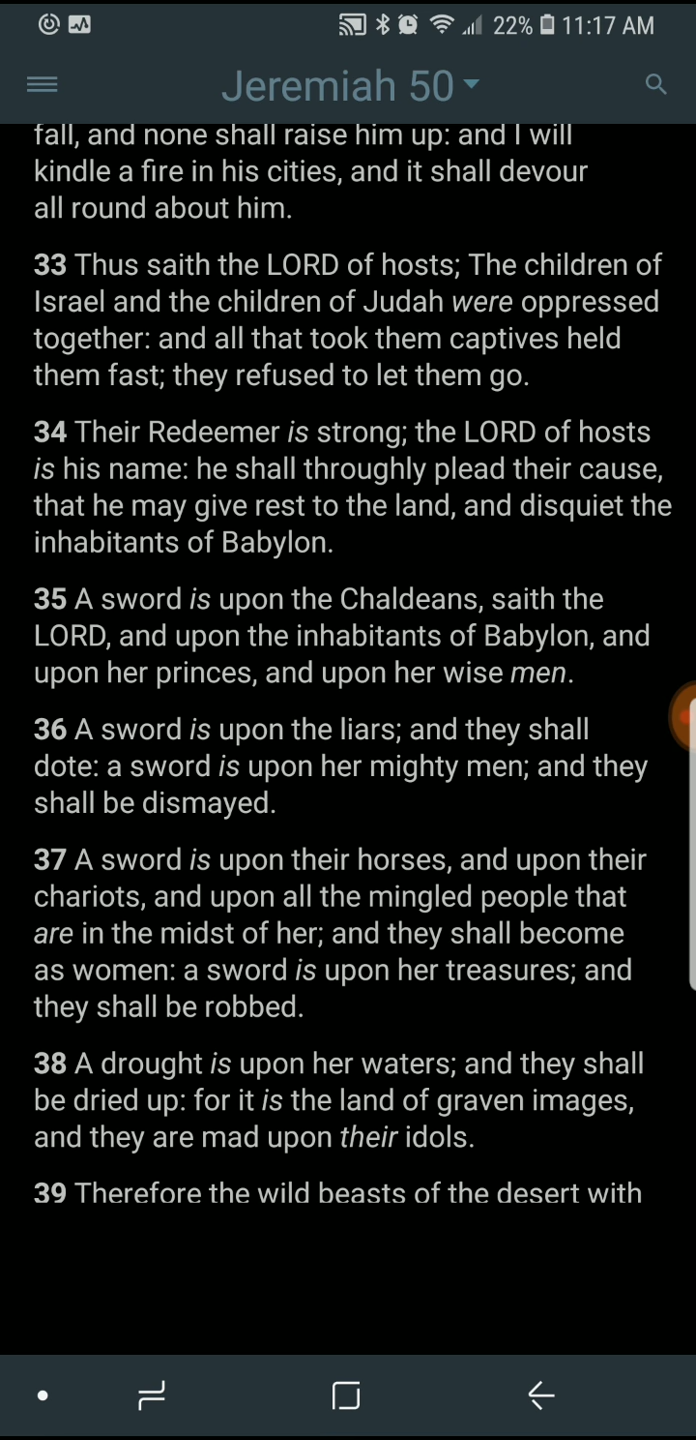 22% 11:17 AM
Jeremiah 50
fall, and none shall raise him up: and I will
kindle a fire in his cities, and it shall devour
all round about him.
33 Thus saith the LORD of hosts; The children of
Israel and the children of Judah were oppressed
together: and all that took them captives held
them fast; they refused to let them go.
34 Their Redeemer is strong; the LORD of hosts
is his name: he shall throughly plead their cause,
that he may give rest to the land, and disquiet the
inhabitants of Babylon.
35 A sword is upon the Chaldeans, saith the
LORD, and upon the inhabitants of Babylon, and
upon her princes, and upon her wise men.
36 A sword is upon the liars; and they shall
dote: a sword is upon her mighty men; and they
shall be dismayed.
37 A sword is upon their horses, and upon their
chariots, and upon all the mingled people that
are in the midst of her; and they shall become
as women: a sword is upon her treasures; and
they shall be robbed.
38 A drought is upon her waters; and they shall
be dried up: for it is the land of graven images,
and they are mad upon their idols.
39 Therefore the wild beasts of the desert with